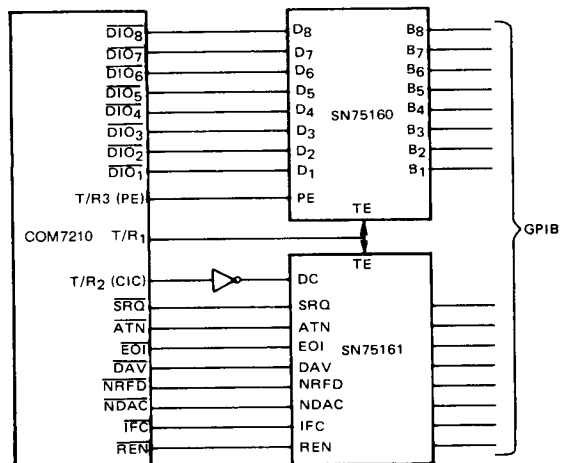 DIO8 D8 B8
DIO7 D7 B7
DIO6 D6 B6
DIO5 D5 B5
DIO4 D4 SN75160 B4
DIO3 D3 B3
DIO2 D2 B2
DIO1 D1 B1
T/R3 (PE) PE
TE
COM7210 T/R1 GPIB
TE
T/R2 (CIC) DC
SRQ SRQ
ATN ATN
EOI EOI SN75161
DAV DAV
NRFD NRFD
NDAC NDAC
IFC IFC
REN REN